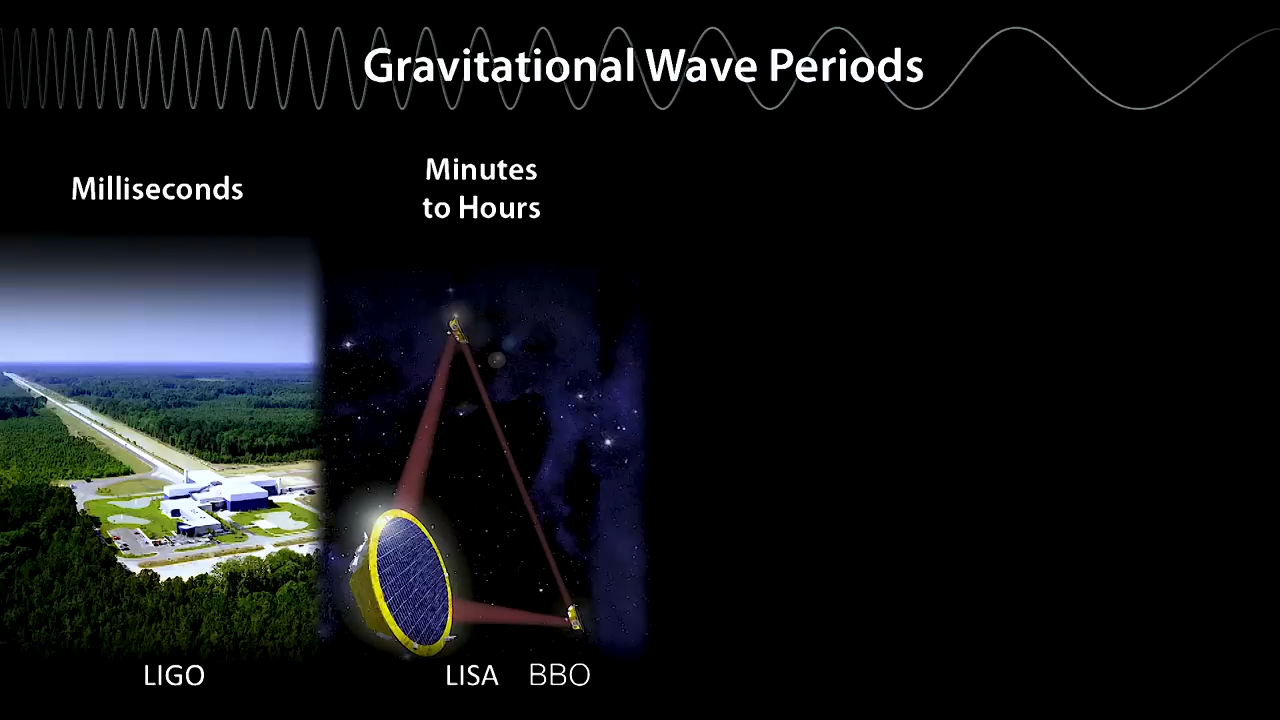 Gravitational Wave Periods
Milliseconds
Minutes
to Hours
LIGO
LISA BBO